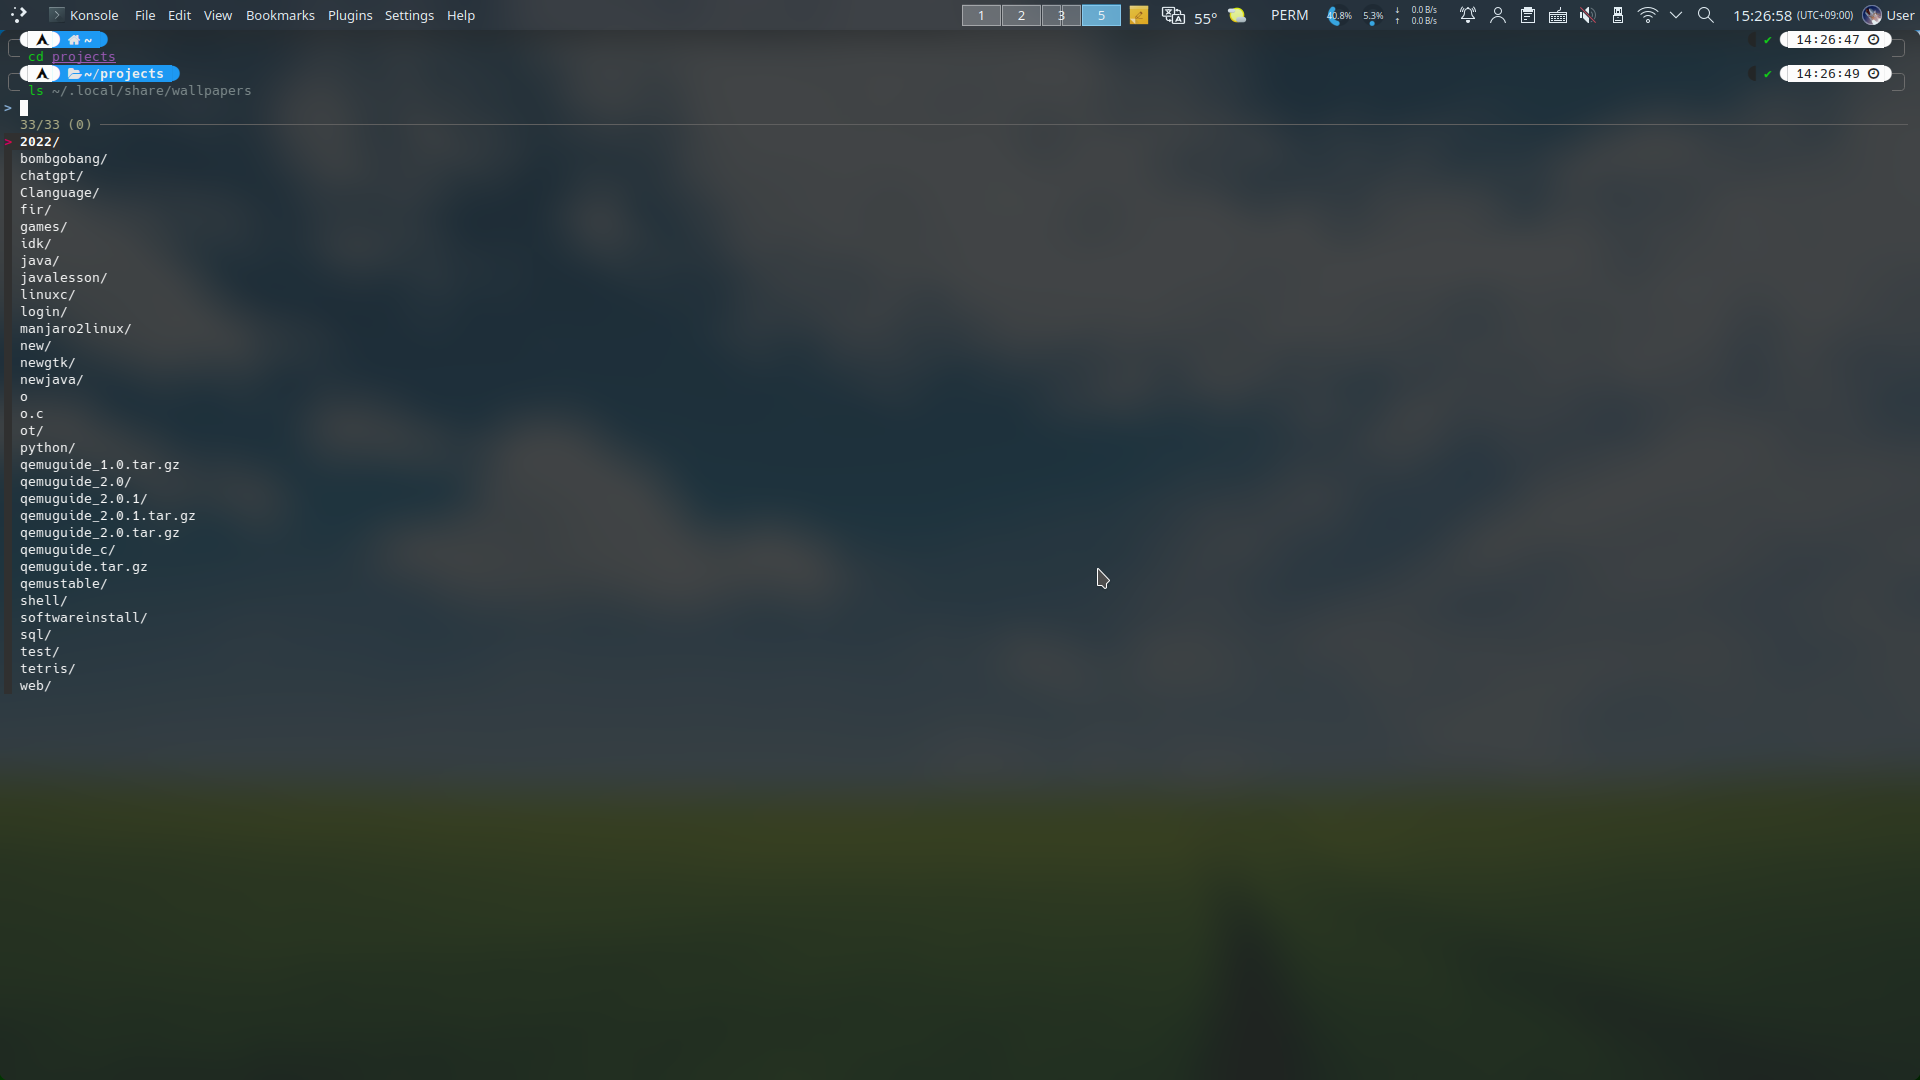 Konsole File Edit View Bookmarks Plugins Settings Help 1 2 3 5 55° PERM 40.8% 5.3% ↓ 0.0 B/s ↑ 0.0 B/s 15:26:58 (UTC+09:00) User
~ ✔ 14:26:47
cd projects
~/projects ✔ 14:26:49
ls ~/.local/share/wallpapers
>
33/33 (0)
> 2022/
bombgobang/
chatgpt/
Clanguage/
fir/
games/
idk/
java/
javalesson/
linuxc/
login/
manjaro2linux/
new/
newgtk/
newjava/
o
o.c
ot/
python/
qemuguide_1.0.tar.gz
qemuguide_2.0/
qemuguide_2.0.1/
qemuguide_2.0.1.tar.gz
qemuguide_2.0.tar.gz
qemuguide_c/
qemuguide.tar.gz
qemustable/
shell/
softwareinstall/
sql/
test/
tetris/
web/